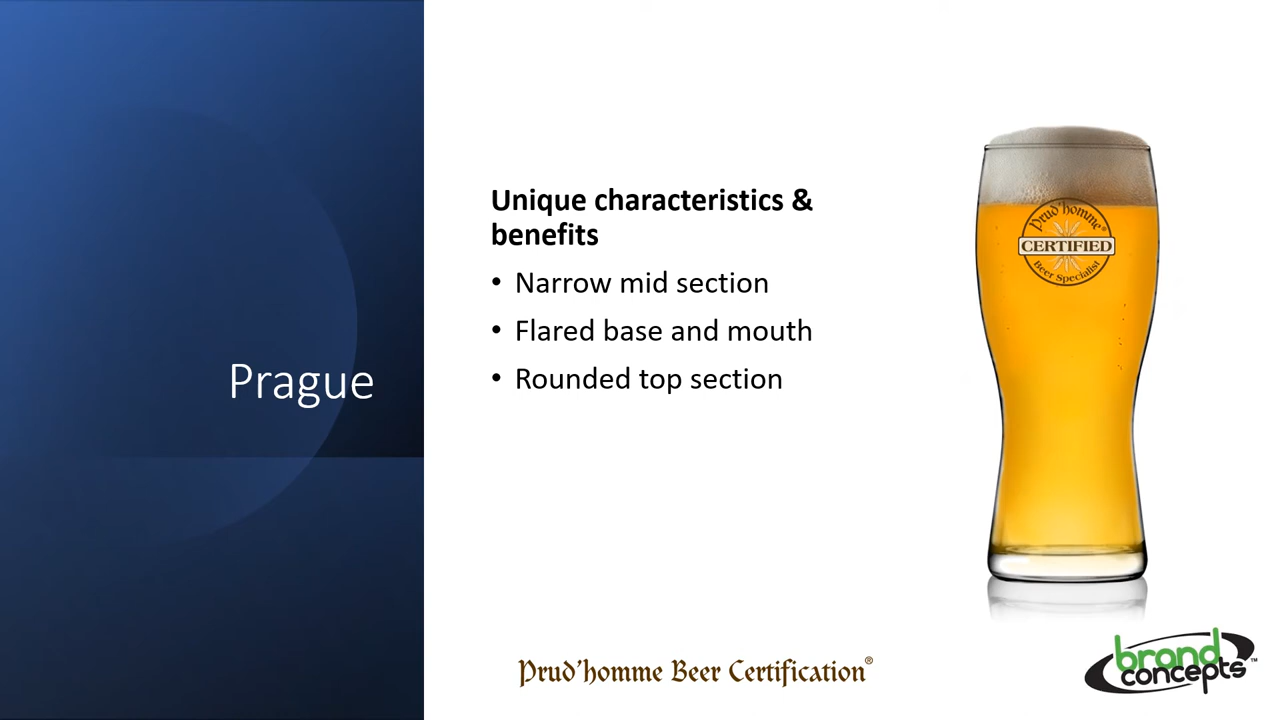 Prague
Unique characteristics &
benefits
• Narrow mid section
• Flared base and mouth
• Rounded top section
Prud'homme®
CERTIFIED
Beer Specialist
Prud'homme Beer Certification®
brand
concepts™